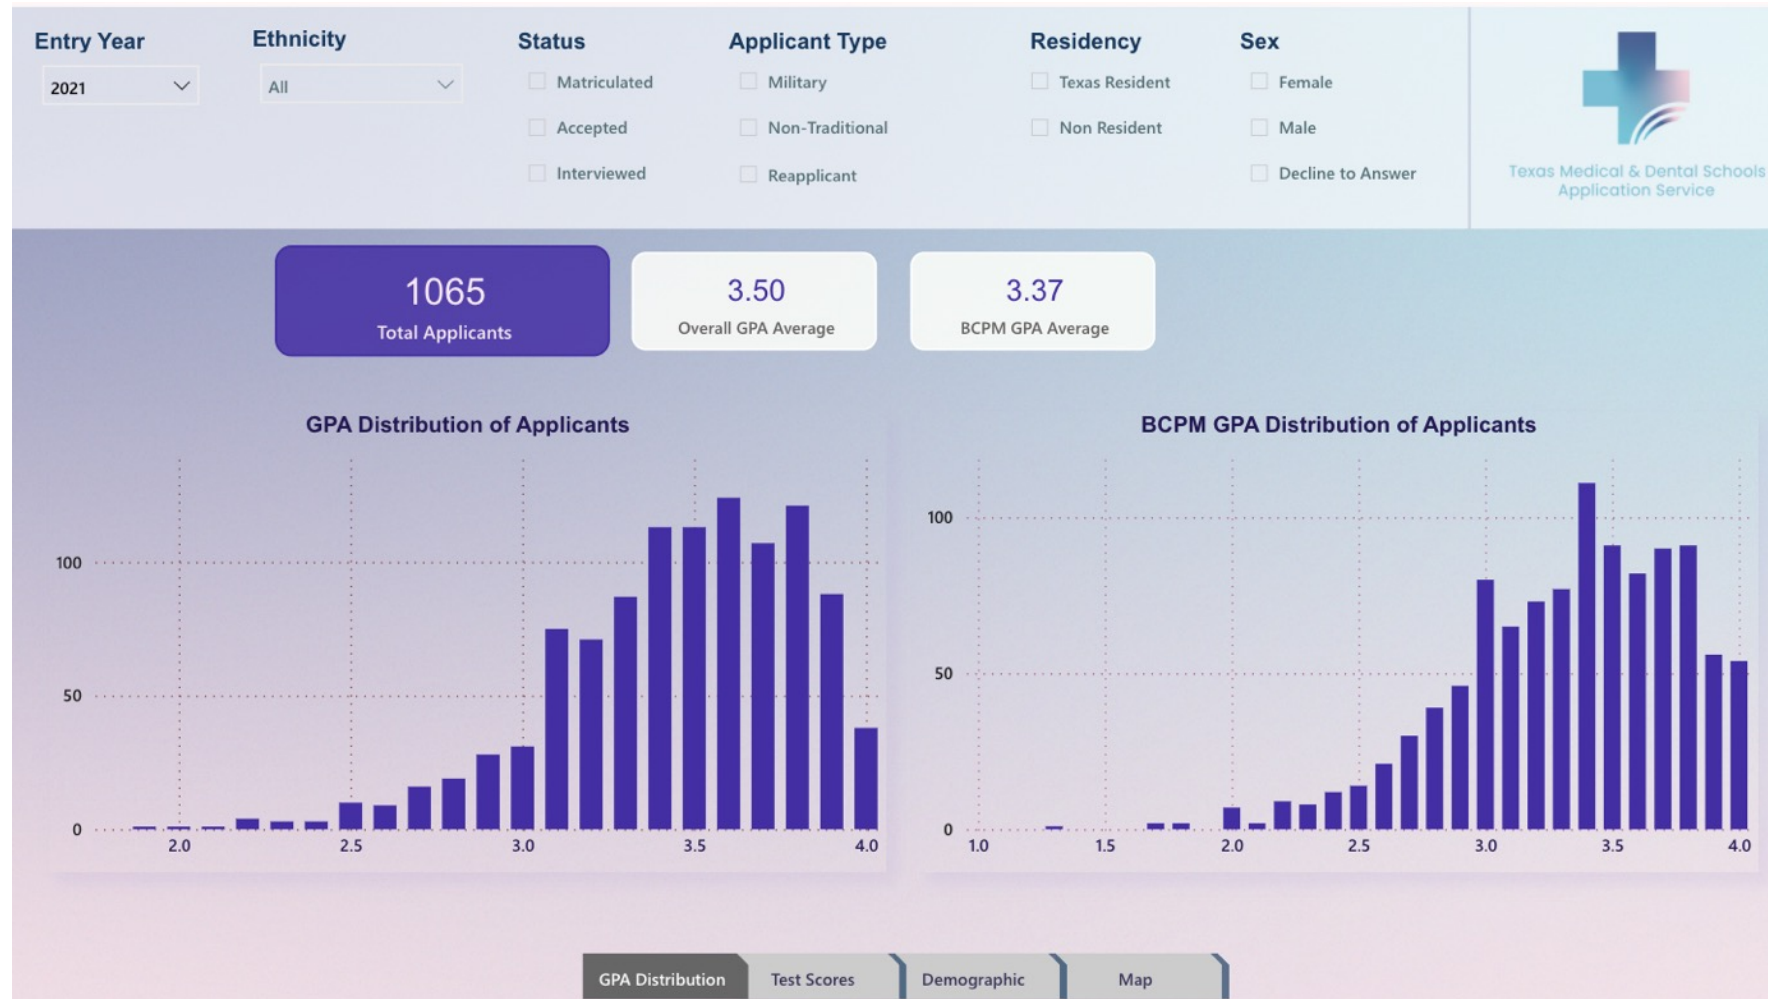 Entry Year
2021
Ethnicity
All
Status
Matriculated
Accepted
Interviewed
Applicant Type
Military
Non-Traditional
Reapplicant
Residency
Texas Resident
Non Resident
Sex
Female
Male
Decline to Answer
Texas Medical & Dental Schools
Application Service
1065
Total Applicants
3.50
Overall GPA Average
3.37
BCPM GPA Average
GPA Distribution of Applicants
100
50
0
2.0 2.5 3.0 3.5 4.0
BCPM GPA Distribution of Applicants
100
50
0
1.0 1.5 2.0 2.5 3.0 3.5 4.0
GPA Distribution Test Scores Demographic Map